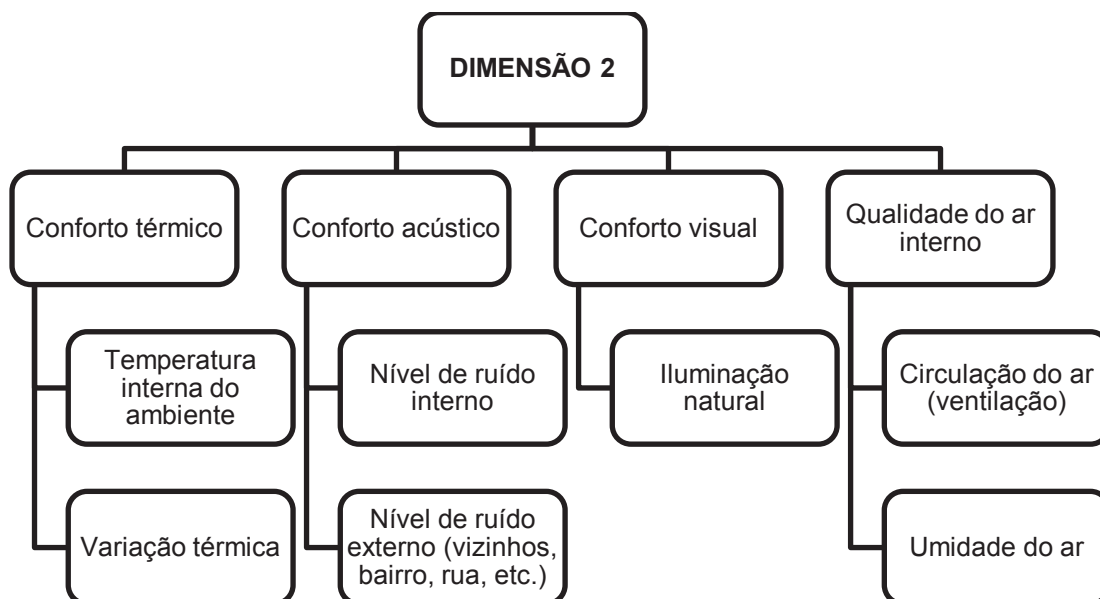 DIMENSÃO 2
Conforto térmico
Conforto acústico
Conforto visual
Qualidade do ar
interno
Temperatura
interna do
ambiente
Nível de ruído
interno
Iluminação
natural
Circulação do ar
(ventilação)
Variação térmica
Nível de ruído
externo (vizinhos,
bairro, rua, etc.)
Umidade do ar